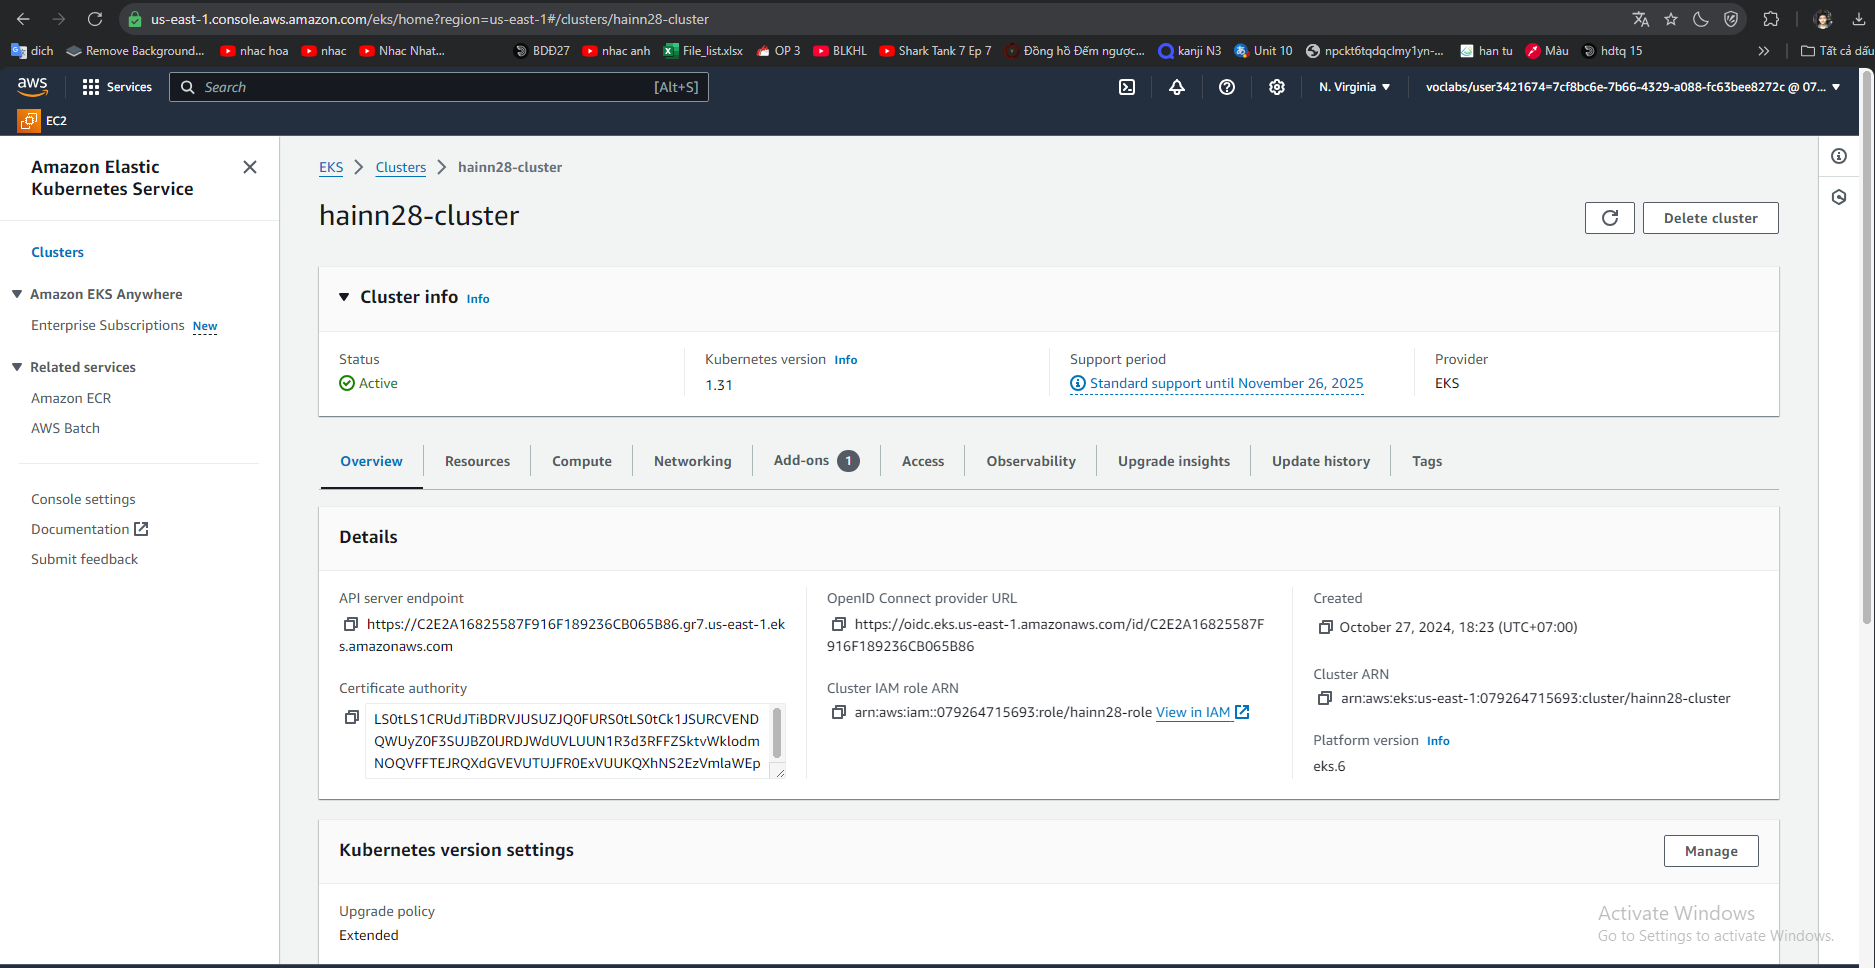 us-east-1.console.aws.amazon.com/eks/home?region=us-east-1#/clusters/hainn28-cluster
dich Remove Background... nhac hoa nhac Nhac Nhat... BDĐ27 nhac anh File_list.xlsx OP 3 BLKHL Shark Tank 7 Ep 7 Đồng hồ Đếm ngược... kanji N3 Unit 10 npckt6tqdqclmy1yn-... han tu Màu hdtq 15 Tất cả dấu
aws Services Search [Alt+S] N. Virginia voclabs/user3421674=7cf8bc6e-7b66-4329-a088-fc63bee8272c @ 07...
EC2
Amazon Elastic
Kubernetes Service
Clusters
Amazon EKS Anywhere
Enterprise Subscriptions New
Related services
Amazon ECR
AWS Batch
Console settings
Documentation
Submit feedback
EKS Clusters hainn28-cluster
hainn28-cluster
Delete cluster
Cluster info Info
Status
Active
Kubernetes version Info
1.31
Support period
Standard support until November 26, 2025
Provider
EKS
Overview Resources Compute Networking Add-ons 1 Access Observability Upgrade insights Update history Tags
Details
API server endpoint
https://C2E2A16825587F916F189236CB065B86.gr7.us-east-1.ek
s.amazonaws.com
Certificate authority
LS0tLS1CRUdJTiBDRVJUSUZJQ0FURS0tLS0tCk1JSURCVEND
QWUyZ0F3SUJBZ0lJRDJWdUVLUUN1R3d3RFFZSktvWklodm
NOQVFFTEJRQXdGVEVUTUJFR0ExVUUKQXhNS2EzVmlaWEp
OpenID Connect provider URL
https://oidc.eks.us-east-1.amazonaws.com/id/C2E2A16825587F
916F189236CB065B86
Cluster IAM role ARN
arn:aws:iam::079264715693:role/hainn28-role View in IAM
Created
October 27, 2024, 18:23 (UTC+07:00)
Cluster ARN
arn:aws:eks:us-east-1:079264715693:cluster/hainn28-cluster
Platform version Info
eks.6
Kubernetes version settings
Manage
Upgrade policy
Extended
Activate Windows
Go to Settings to activate Windows.